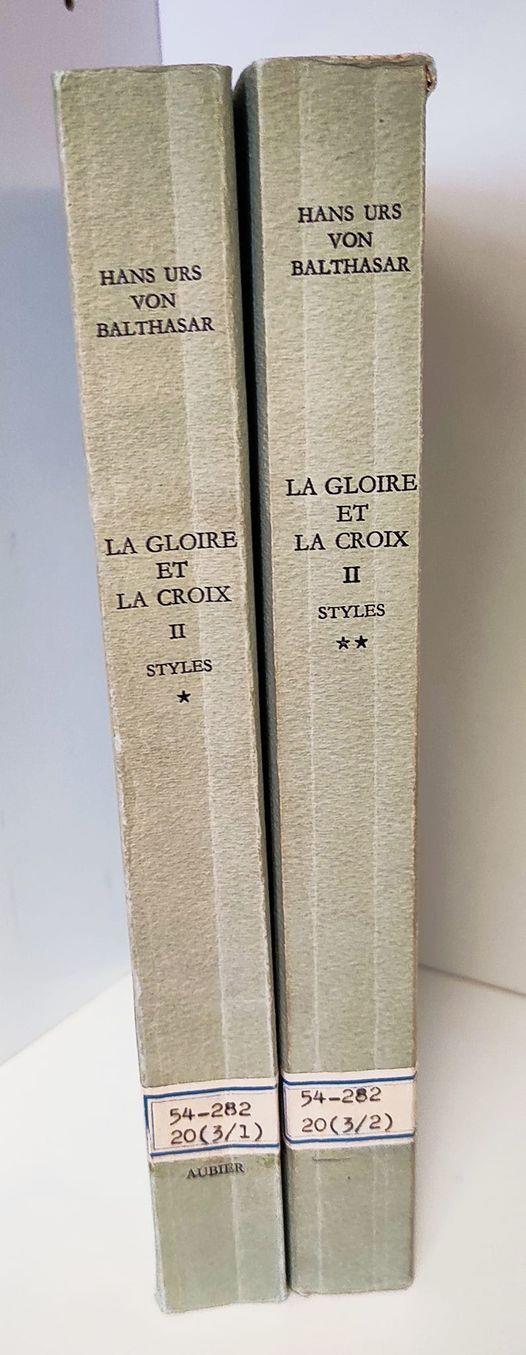 HANS URS
VON
BALTHASAR
LA GLOIRE
ET
LA CROIX
II
STYLES
★
54-282
20(3/1)
AUBIER
HANS URS
VON
BALTHASAR
LA GLOIRE
ET
LA CROIX
II
STYLES
★★
54-282
20(3/2)